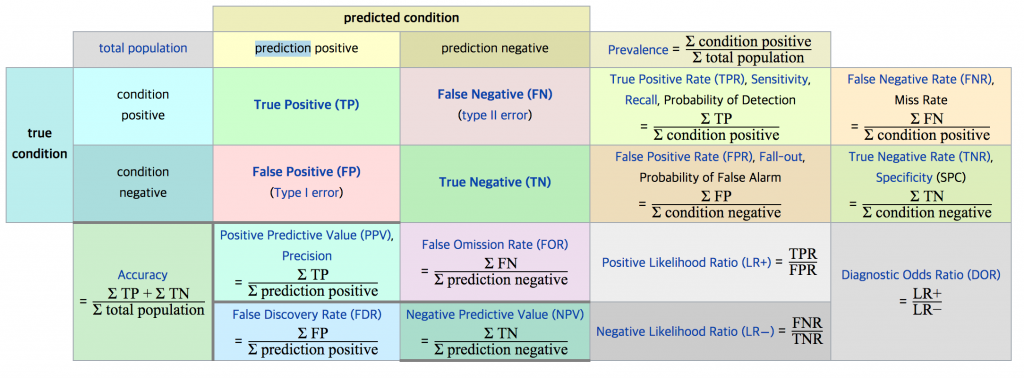 predicted condition
total population
prediction positive
prediction negative
Prevalence = Σ condition positive / Σ total population
true
condition
condition
positive
True Positive (TP)
False Negative (FN)
(type II error)
True Positive Rate (TPR), Sensitivity,
Recall, Probability of Detection
= Σ TP / Σ condition positive
False Negative Rate (FNR),
Miss Rate
= Σ FN / Σ condition positive
condition
negative
False Positive (FP)
(Type I error)
True Negative (TN)
False Positive Rate (FPR), Fall-out,
Probability of False Alarm
= Σ FP / Σ condition negative
True Negative Rate (TNR),
Specificity (SPC)
= Σ TN / Σ condition negative
Accuracy
= Σ TP + Σ TN / Σ total population
Positive Predictive Value (PPV),
Precision
= Σ TP / Σ prediction positive
False Omission Rate (FOR)
= Σ FN / Σ prediction negative
Positive Likelihood Ratio (LR+) = TPR / FPR
Diagnostic Odds Ratio (DOR)
= LR+ / LR−
False Discovery Rate (FDR)
= Σ FP / Σ prediction positive
Negative Predictive Value (NPV)
= Σ TN / Σ prediction negative
Negative Likelihood Ratio (LR−) = FNR / TNR